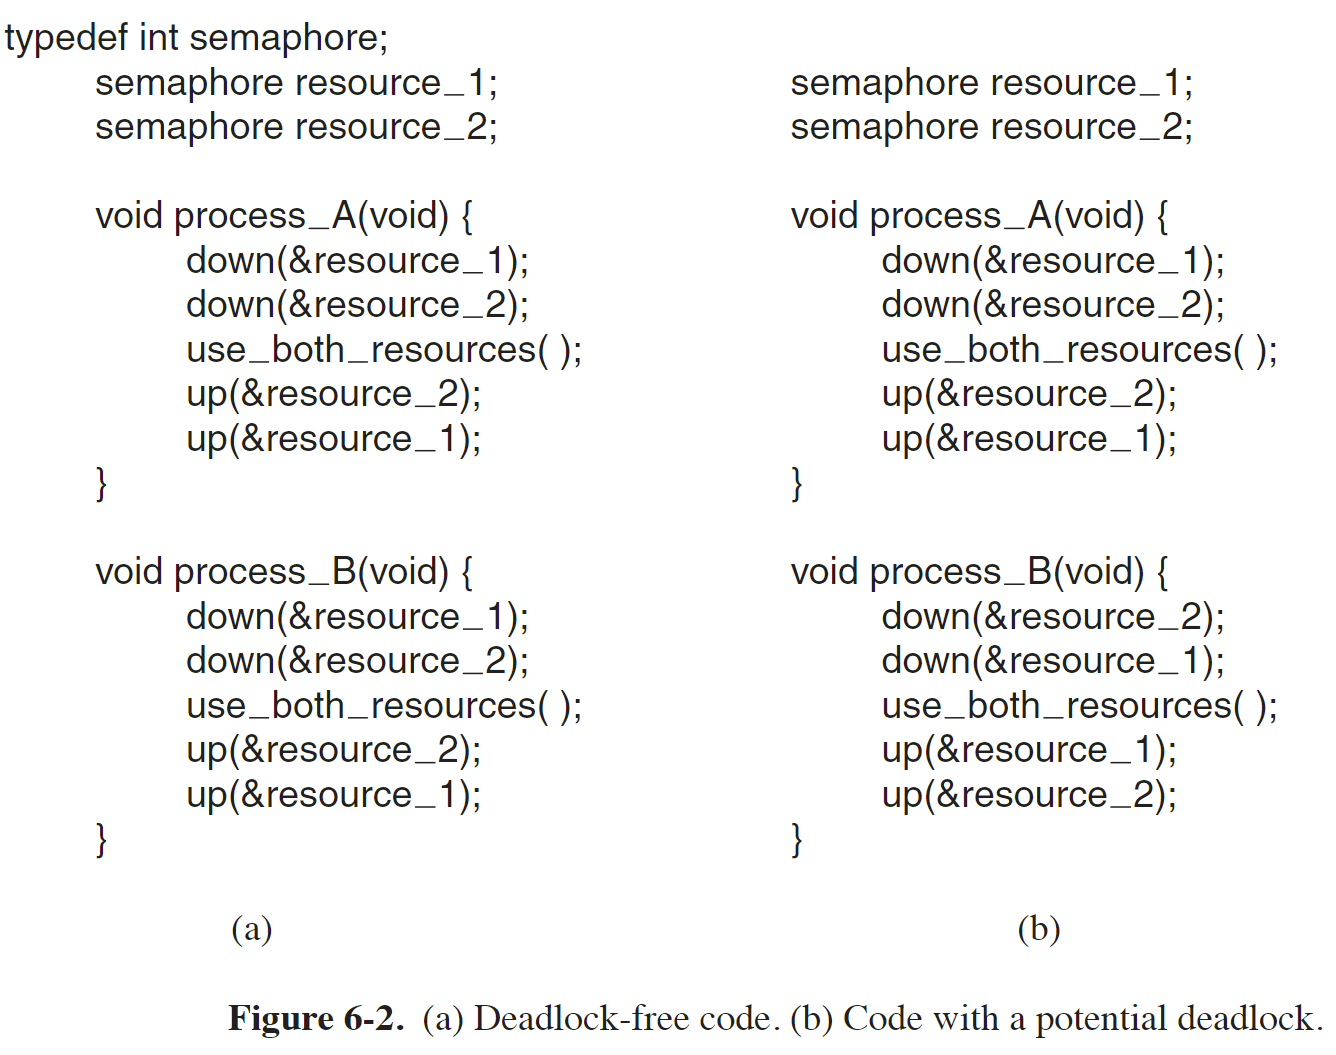 typedef int semaphore;
semaphore resource_1;
semaphore resource_2;
void process_A(void) {
down(&resource_1);
down(&resource_2);
use_both_resources( );
up(&resource_2);
up(&resource_1);
}
void process_B(void) {
down(&resource_1);
down(&resource_2);
use_both_resources( );
up(&resource_2);
up(&resource_1);
}
(a)
semaphore resource_1;
semaphore resource_2;
void process_A(void) {
down(&resource_1);
down(&resource_2);
use_both_resources( );
up(&resource_2);
up(&resource_1);
}
void process_B(void) {
down(&resource_2);
down(&resource_1);
use_both_resources( );
up(&resource_1);
up(&resource_2);
}
(b)
Figure 6-2. (a) Deadlock-free code. (b) Code with a potential deadlock.